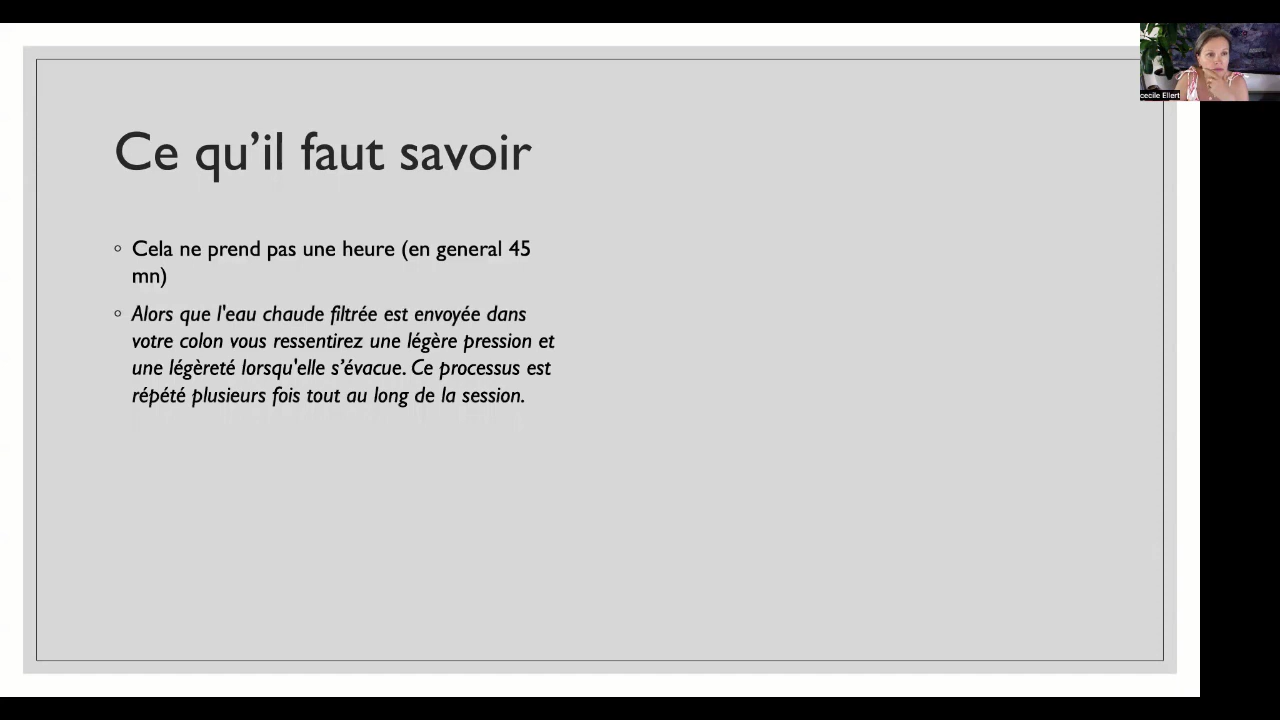 Ce qu’il faut savoir
Cela ne prend pas une heure (en general 45
mn)
Alors que l'eau chaude filtrée est envoyée dans
votre colon vous ressentirez une légère pression et
une légèreté lorsqu'elle s’évacue. Ce processus est
répété plusieurs fois tout au long de la session.
cecile Ellert